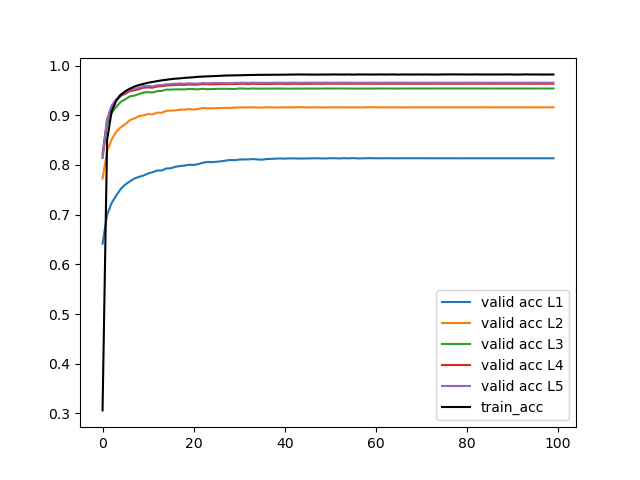 1.0
0.9
0.8
0.7
0.6
0.5
0.4
0.3
0
20
40
60
80
100
valid acc L1
valid acc L2
valid acc L3
valid acc L4
valid acc L5
train_acc